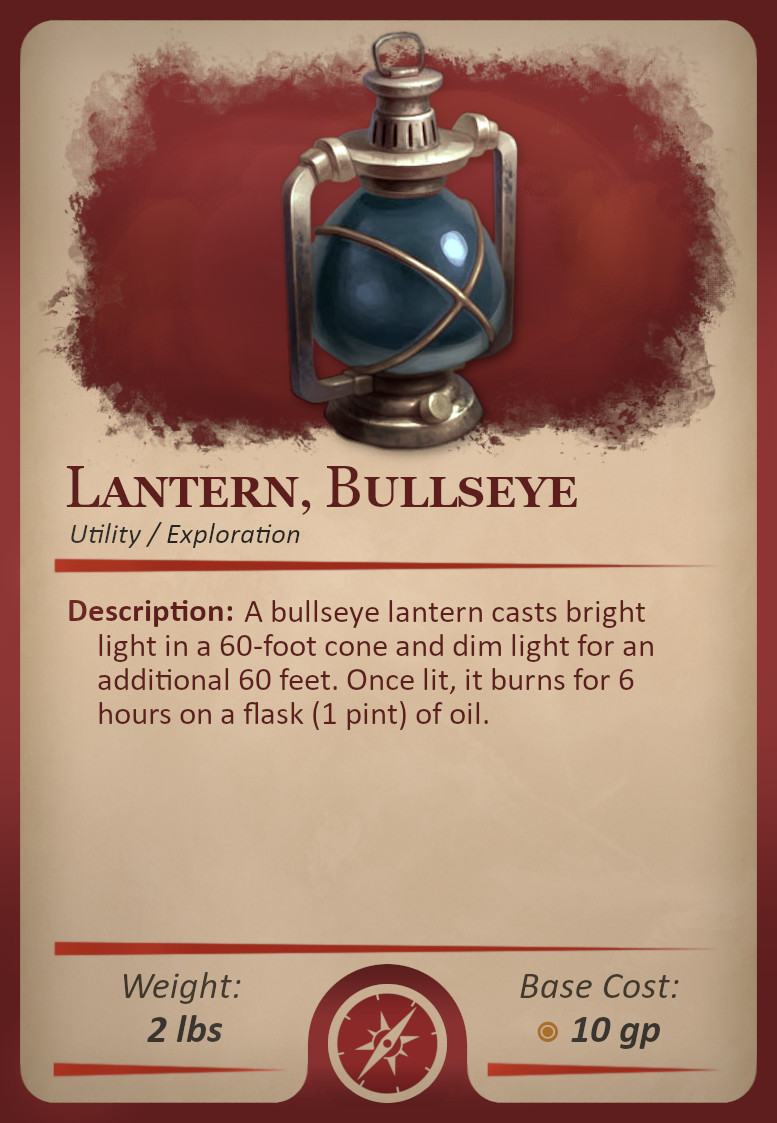 Lantern, Bullseye
Utility / Exploration
Description: A bullseye lantern casts bright
light in a 60-foot cone and dim light for an
additional 60 feet. Once lit, it burns for 6
hours on a flask (1 pint) of oil.
Weight:
2 lbs
Base Cost:
10 gp